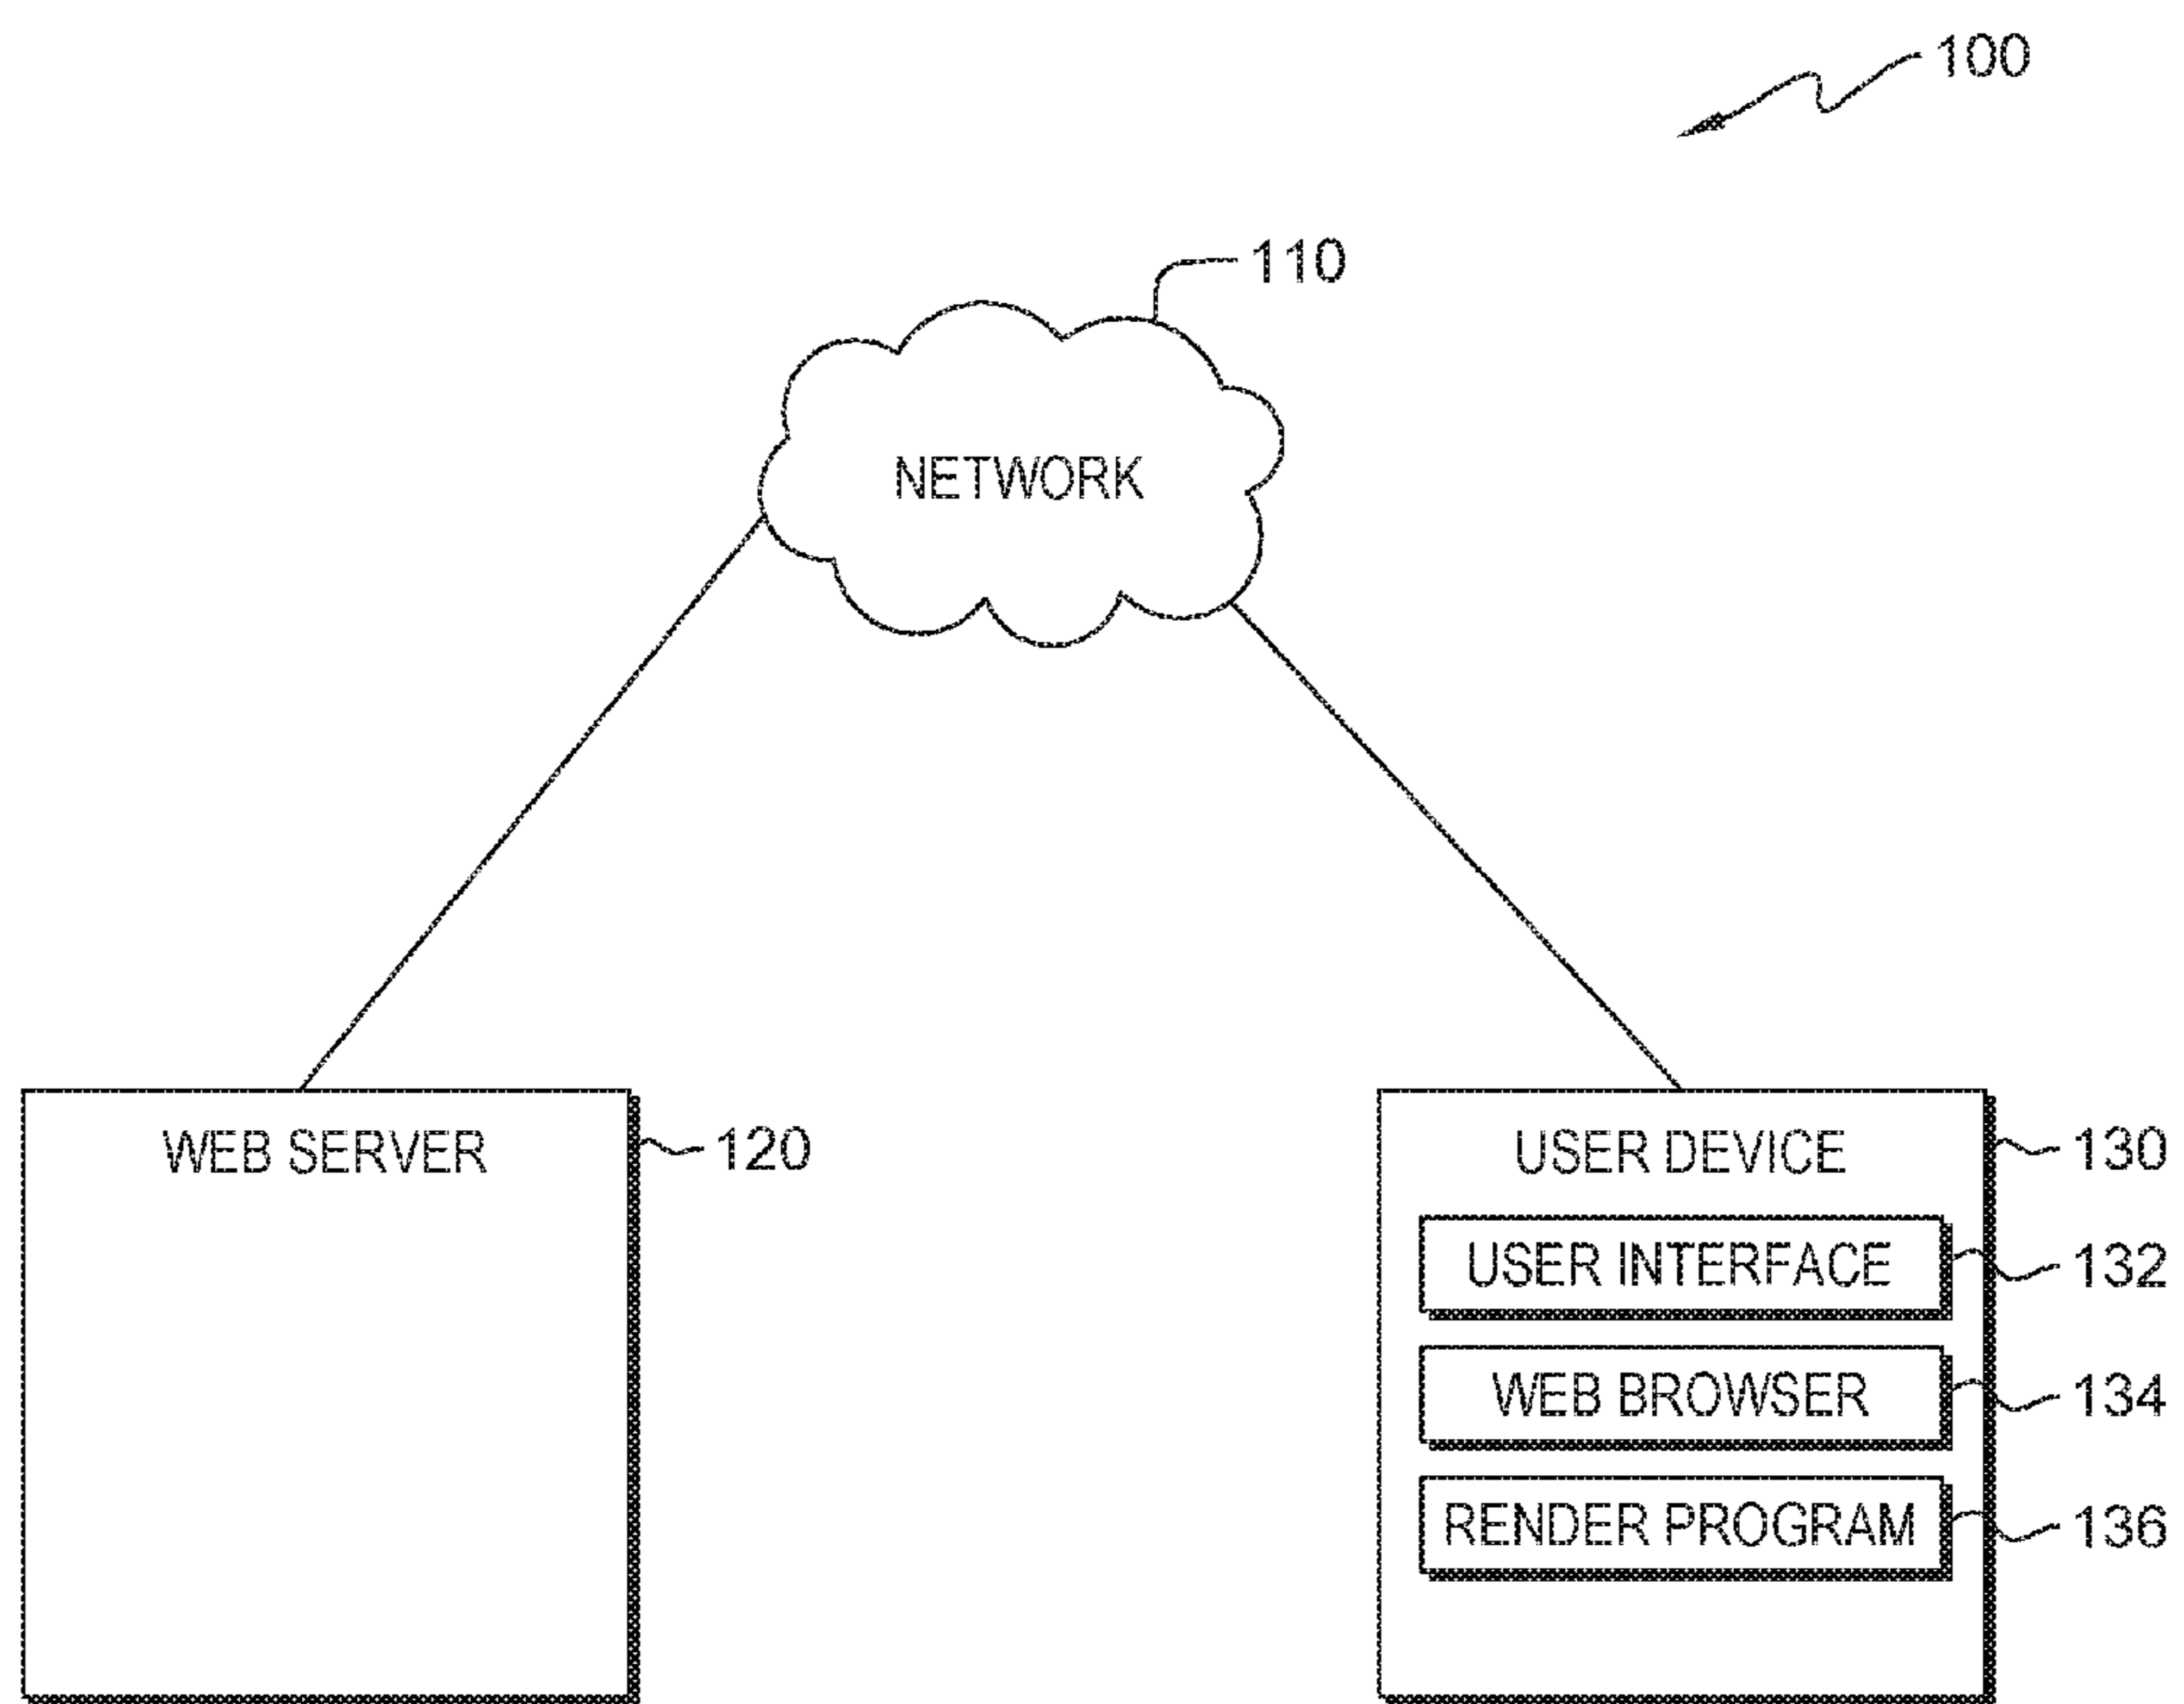 100
110
NETWORK
WEB SERVER
120
USER DEVICE
130
USER INTERFACE
132
WEB BROWSER
134
RENDER PROGRAM
136